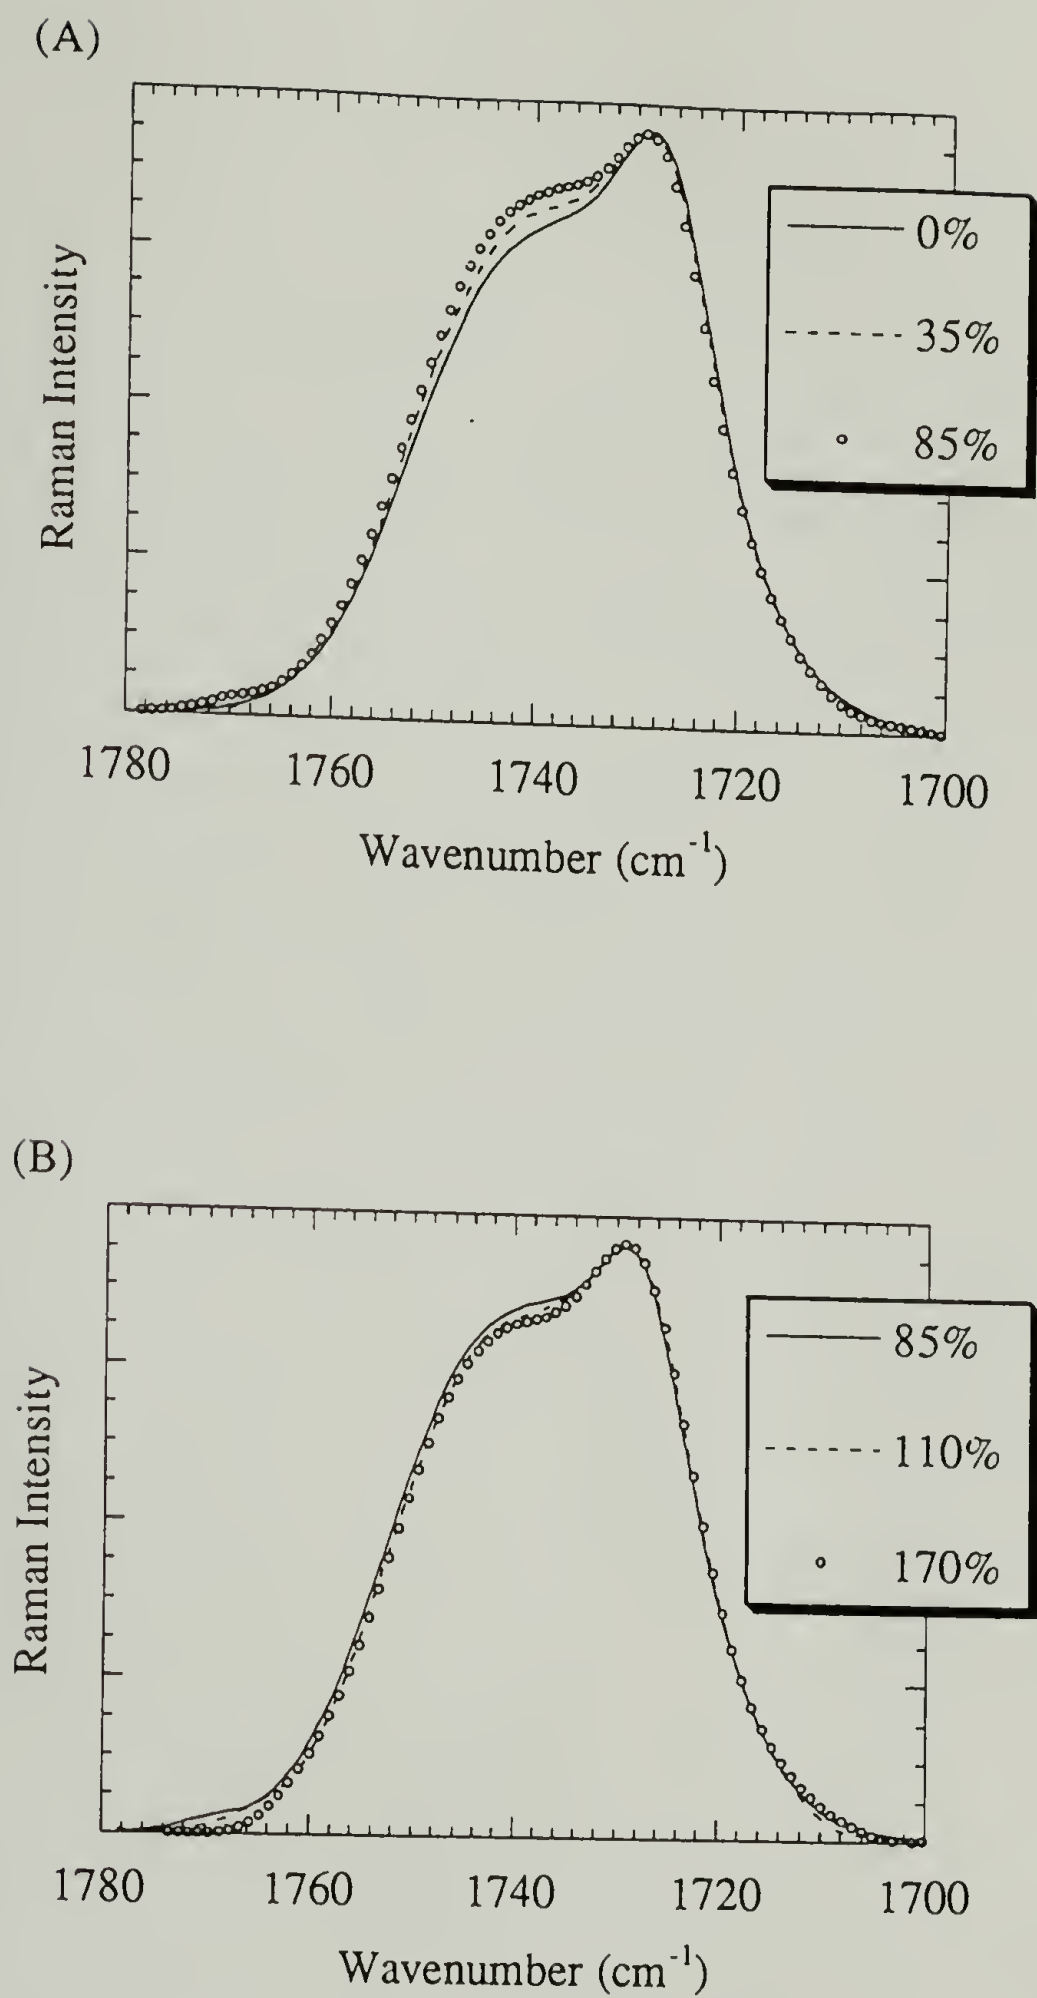 (A)
Raman Intensity
0%
35%
85%
1780 1760 1740 1720 1700
Wavenumber (cm⁻¹)
(B)
Raman Intensity
85%
110%
170%
1780 1760 1740 1720 1700
Wavenumber (cm⁻¹)